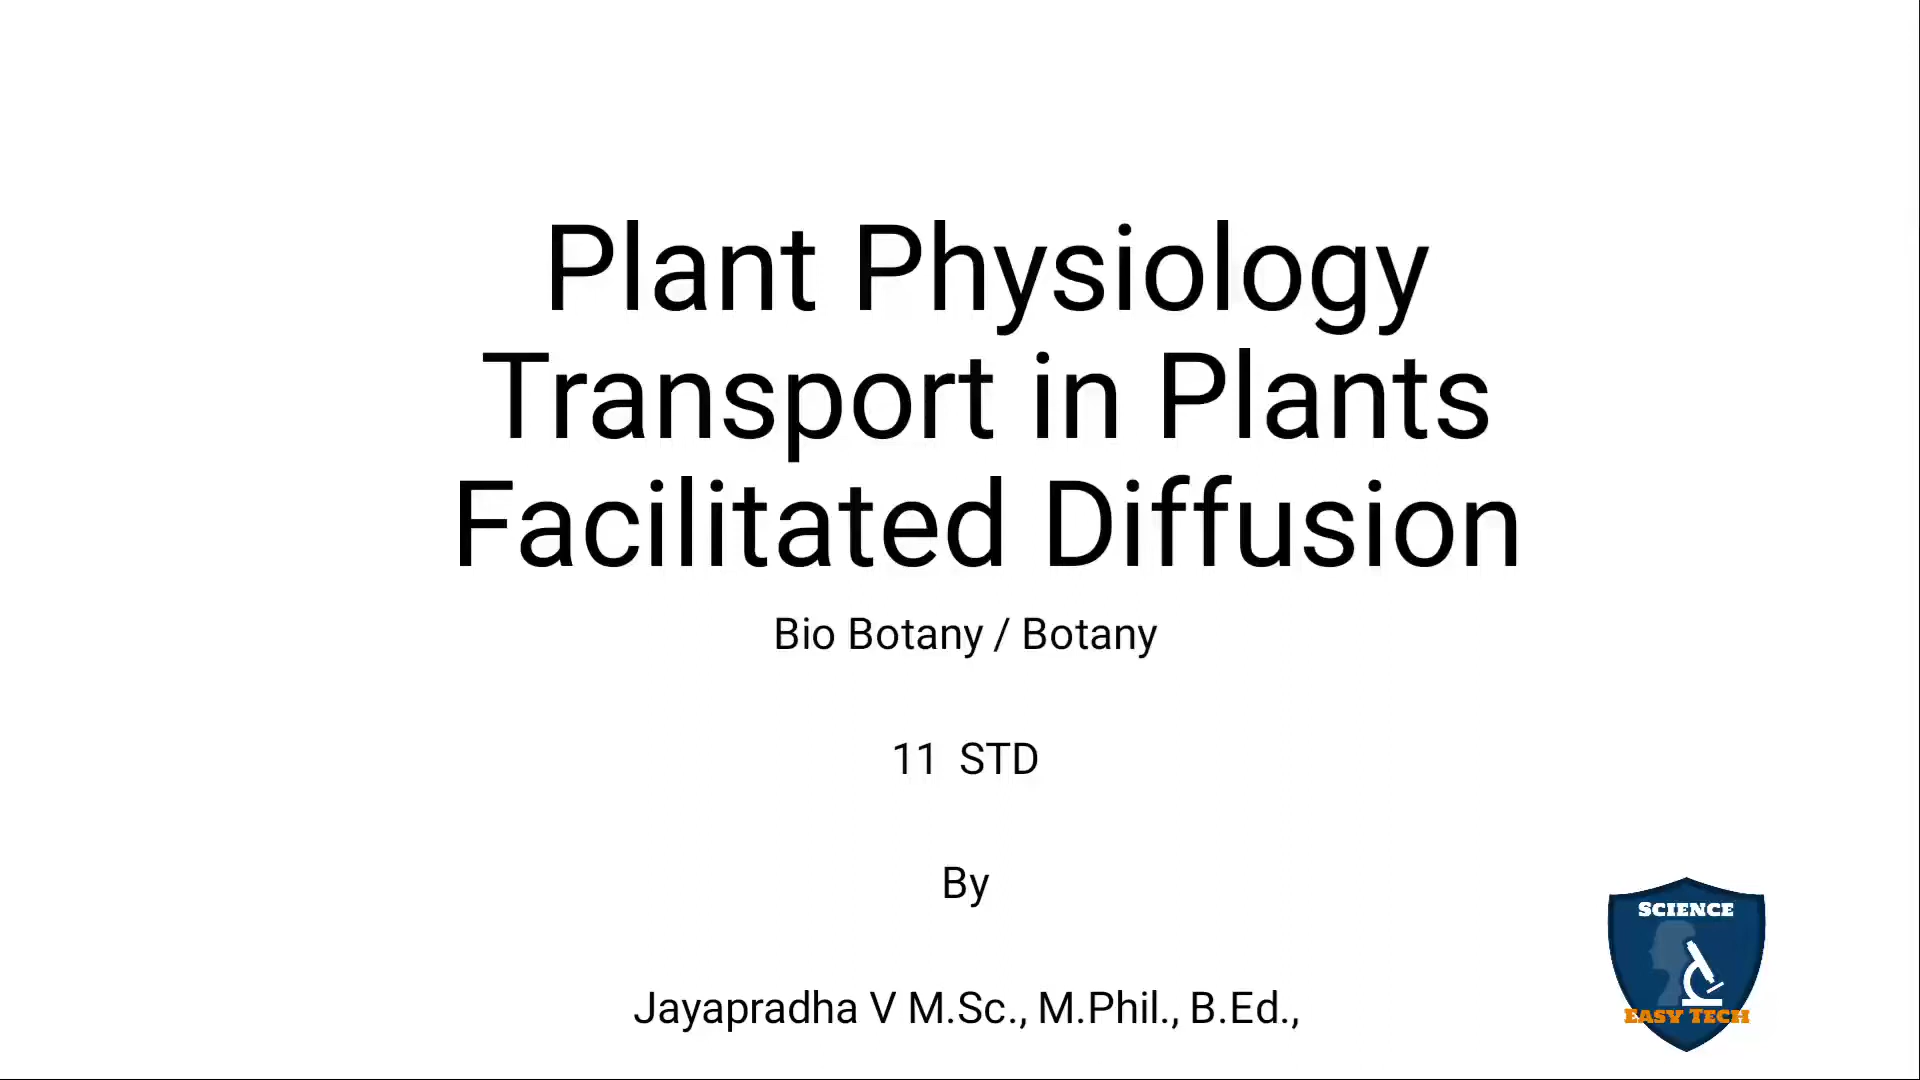 Plant Physiology
Transport in Plants
Facilitated Diffusion
Bio Botany / Botany
11 STD
By
Jayapradha V M.Sc., M.Phil., B.Ed.,
SCIENCE
EASY TECH